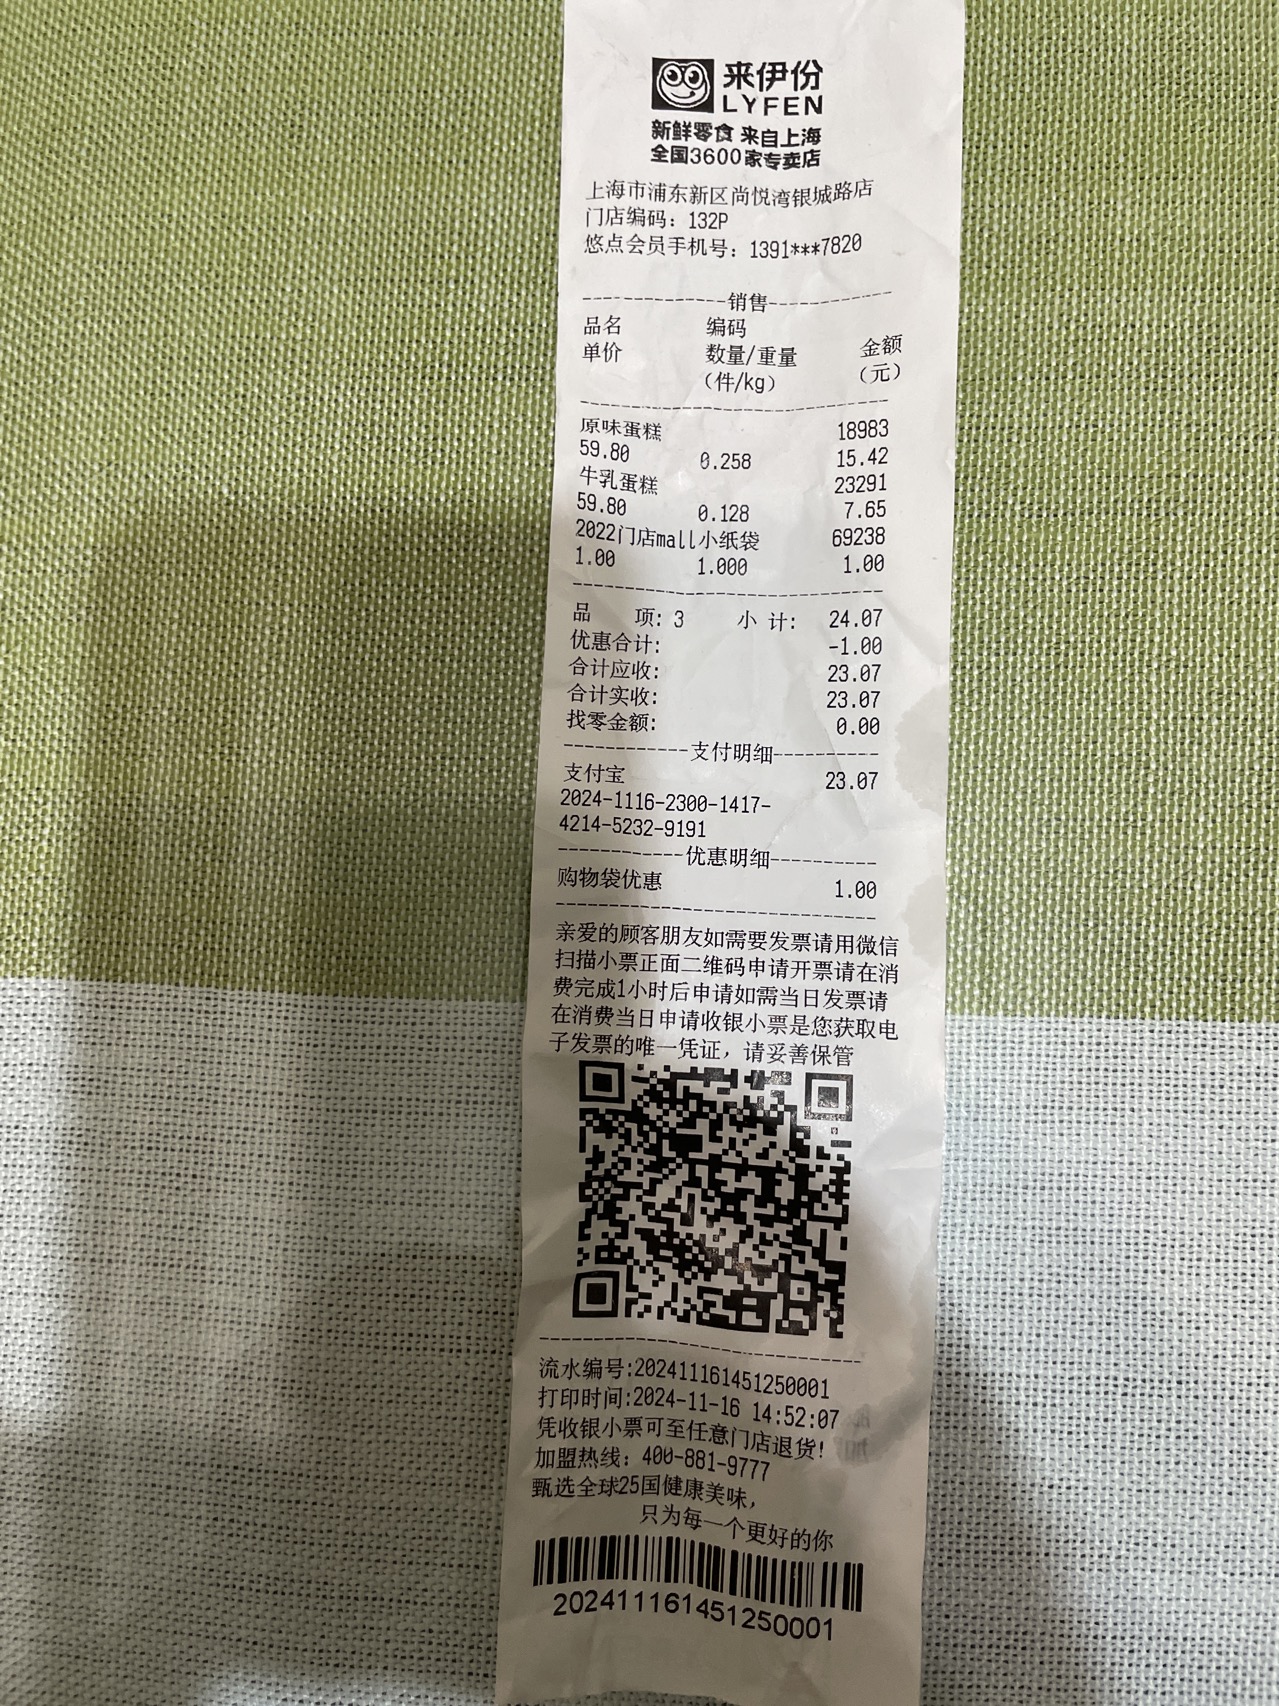 来伊份
LYFEN
新鲜零食 来自上海
全国3600家专卖店
上海市浦东新区尚悦湾银城路店
门店编码：132P
悠点会员手机号：1391***7820
--------------销售------------
品名 编码
单价 数量/重量 金额
（件/kg） （元）
原味蛋糕 18983
59.80 0.258 15.42
牛乳蛋糕 23291
59.80 0.128 7.65
2022门店mall小纸袋 69238
1.00 1.000 1.00
品 项: 3 小 计: 24.07
优惠合计: -1.00
合计应收: 23.07
合计实收: 23.07
找零金额: 0.00
------------支付明细----------
支付宝 23.07
2024-1116-2300-1417-
4214-5232-9191
------------优惠明细----------
购物袋优惠 1.00
亲爱的顾客朋友如需要发票请用微信
扫描小票正面二维码申请开票请在消
费完成1小时后申请如需当日发票请
在消费当日申请收银小票是您获取电
子发票的唯一凭证，请妥善保管
流水编号:202411161451250001
打印时间:2024-11-16 14:52:07
凭收银小票可至任意门店退货!
加盟热线：400-881-9777
甄选全球25国健康美味，
只为每一个更好的你
202411161451250001